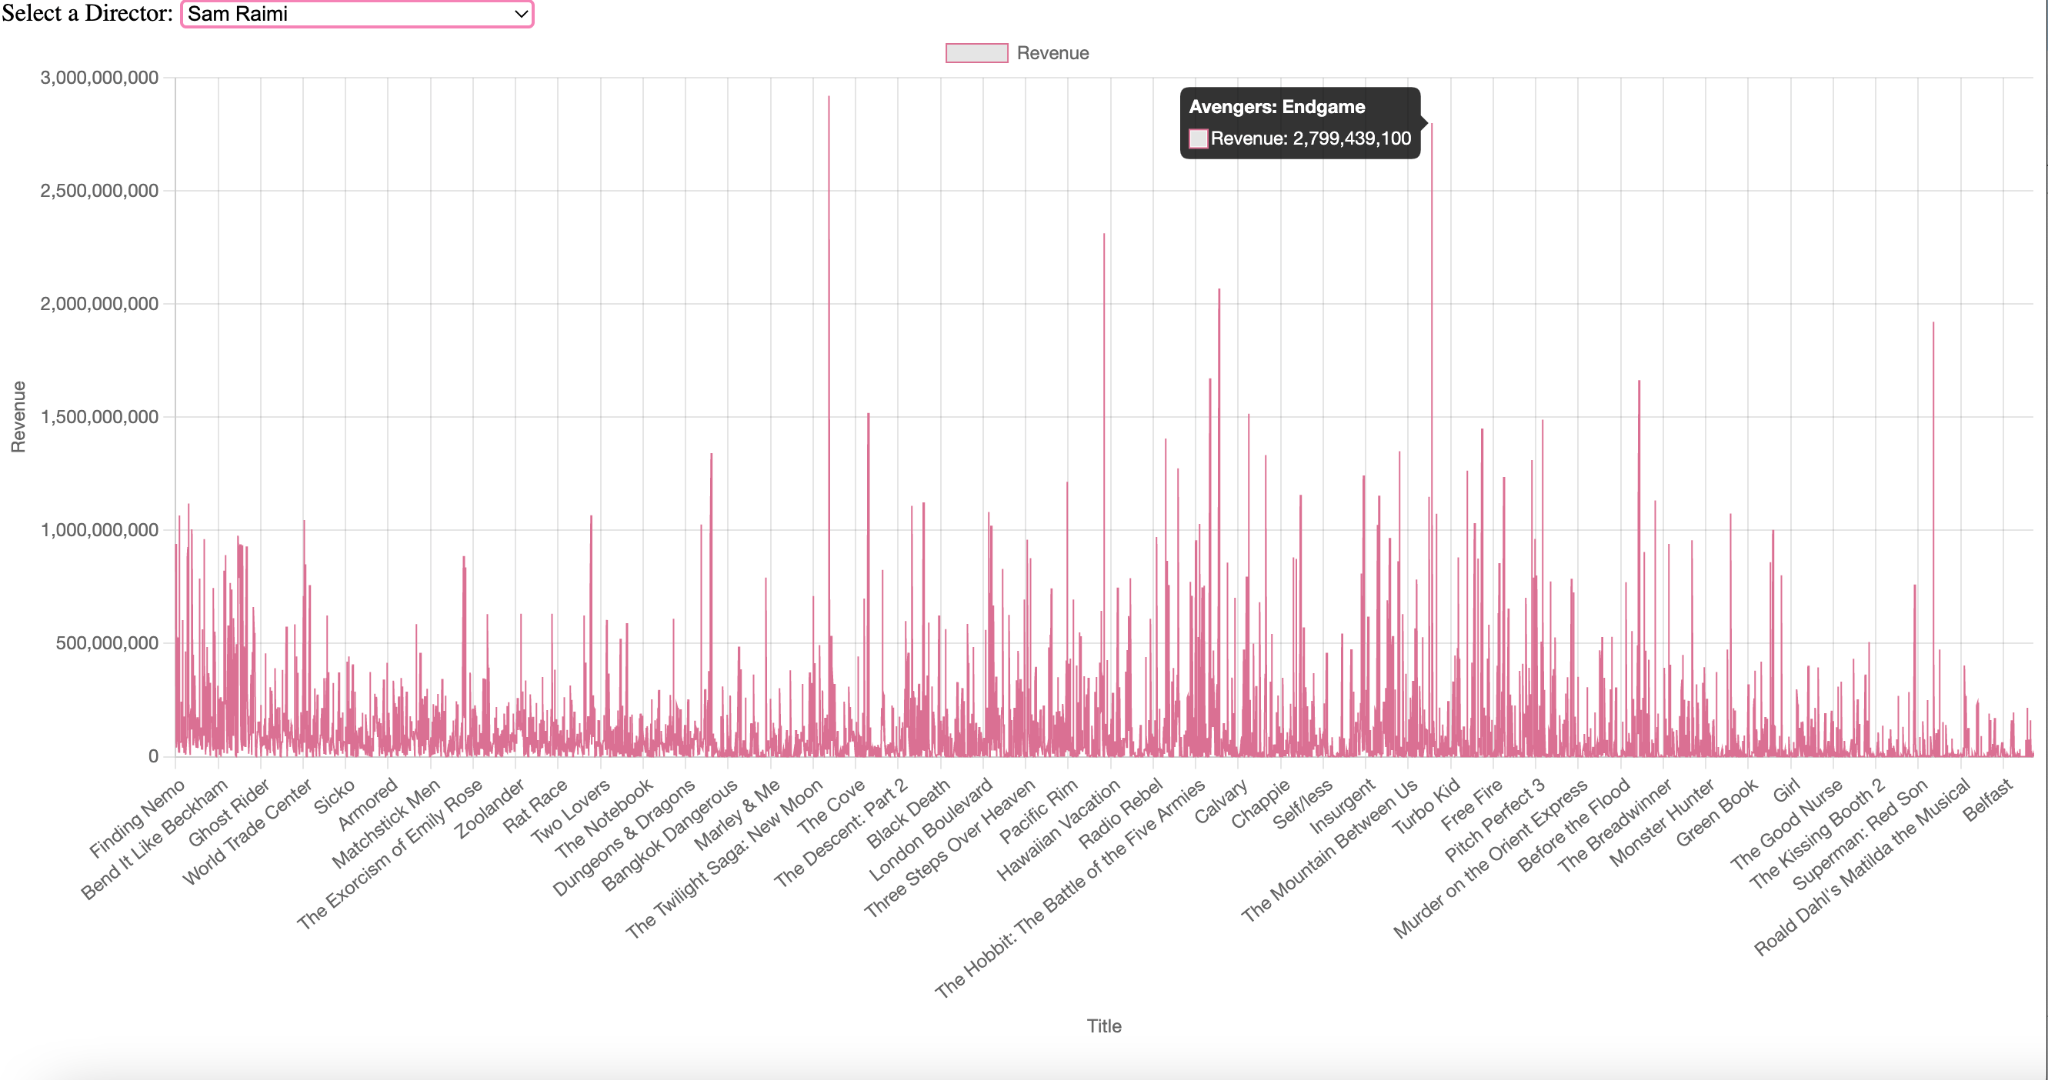 Select a Director: Sam Raimi
Revenue
3,000,000,000
2,500,000,000
2,000,000,000
1,500,000,000
1,000,000,000
500,000,000
0
Revenue
Avengers: Endgame
Revenue: 2,799,439,100
Finding Nemo
Bend It Like Beckham
Ghost Rider
World Trade Center
Sicko
Armored
Matchstick Men
The Exorcism of Emily Rose
Zoolander
Rat Race
Two Lovers
The Notebook
Dungeons & Dragons
Bangkok Dangerous
Marley & Me
The Twilight Saga: New Moon
The Cove
The Descent: Part 2
Black Death
London Boulevard
Three Steps Over Heaven
Pacific Rim
Hawaiian Vacation
Radio Rebel
The Hobbit: The Battle of the Five Armies
Calvary
Chappie
Self/less
Insurgent
The Mountain Between Us
Turbo Kid
Free Fire
Pitch Perfect 3
Murder on the Orient Express
Before the Flood
The Breadwinner
Monster Hunter
Green Book
Girl
The Good Nurse
The Kissing Booth 2
Superman: Red Son
Roald Dahl's Matilda the Musical
Belfast
Title